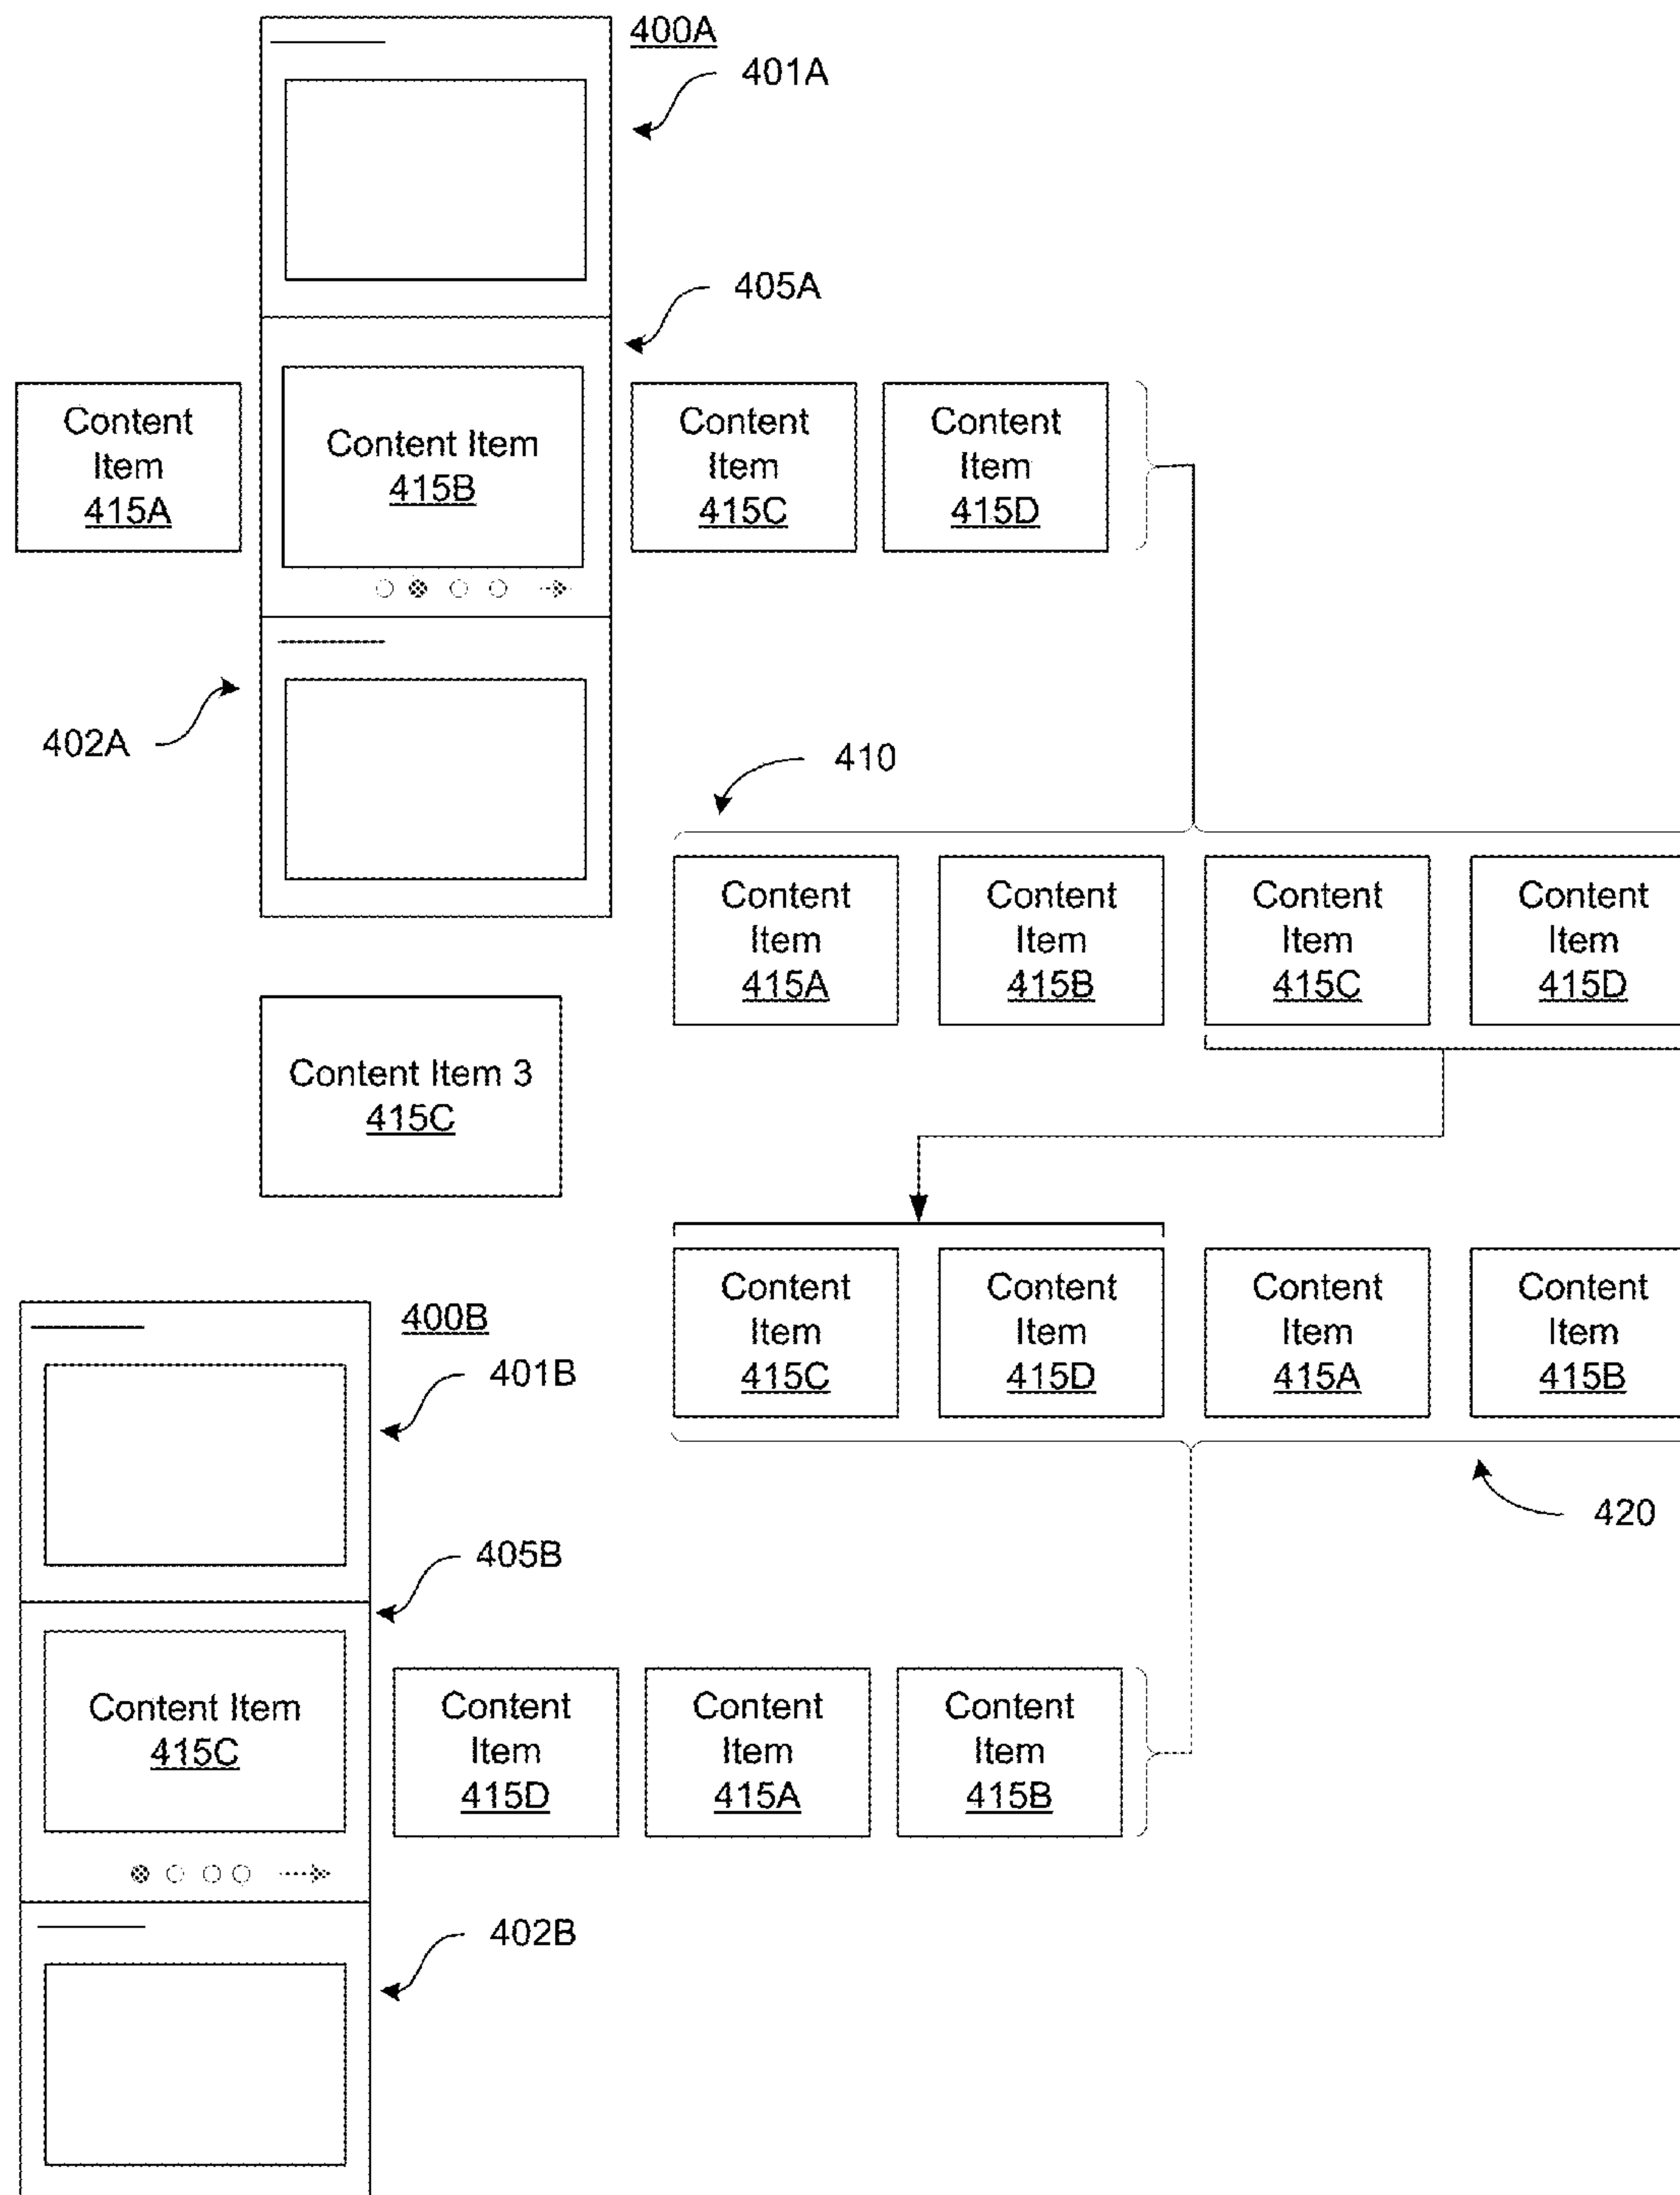 400A
401A
405A
Content
Item
415A
Content Item
415B
Content
Item
415C
Content
Item
415D
402A
410
Content
Item
415A
Content
Item
415B
Content
Item
415C
Content
Item
415D
Content Item 3
415C
Content
Item
415C
Content
Item
415D
Content
Item
415A
Content
Item
415B
420
400B
401B
405B
Content Item
415C
Content
Item
415D
Content
Item
415A
Content
Item
415B
402B